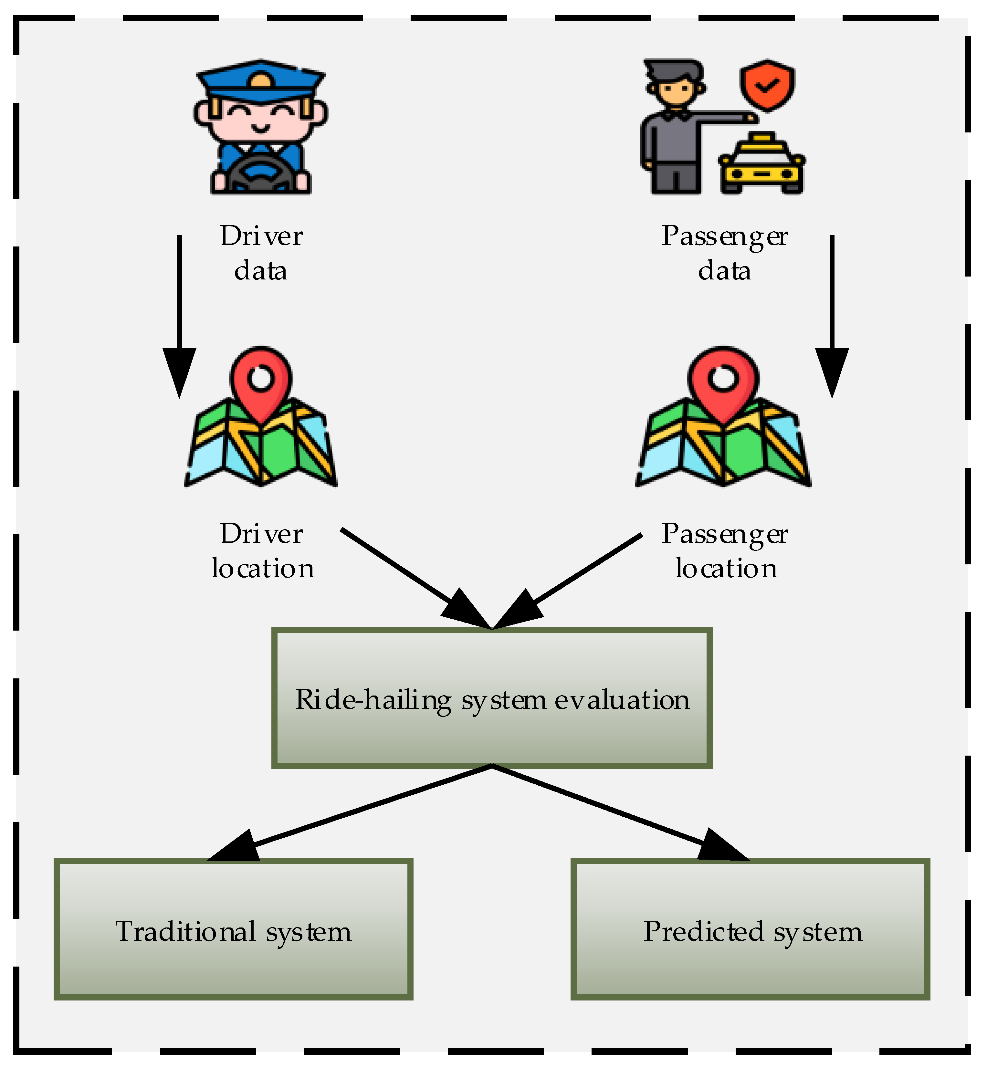 Driver
data
Passenger
data
Driver
location
Passenger
location
Ride-hailing system evaluation
Traditional system
Predicted system